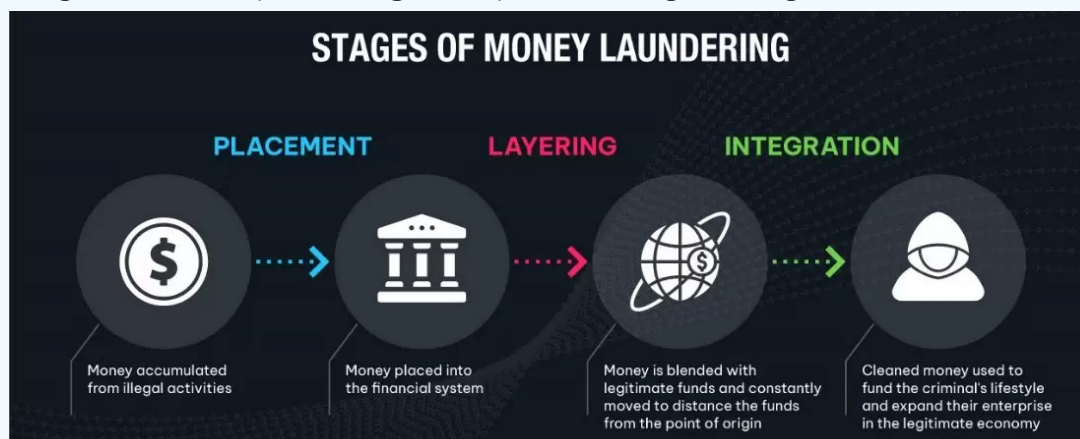 STAGES OF MONEY LAUNDERING
PLACEMENT
LAYERING
INTEGRATION
Money accumulated
from illegal activities
Money placed into
the financial system
Money is blended with
legitimate funds and constantly
moved to distance the funds
from the point of origin
Cleaned money used to
fund the criminal's lifestyle
and expand their enterprise
in the legitimate economy